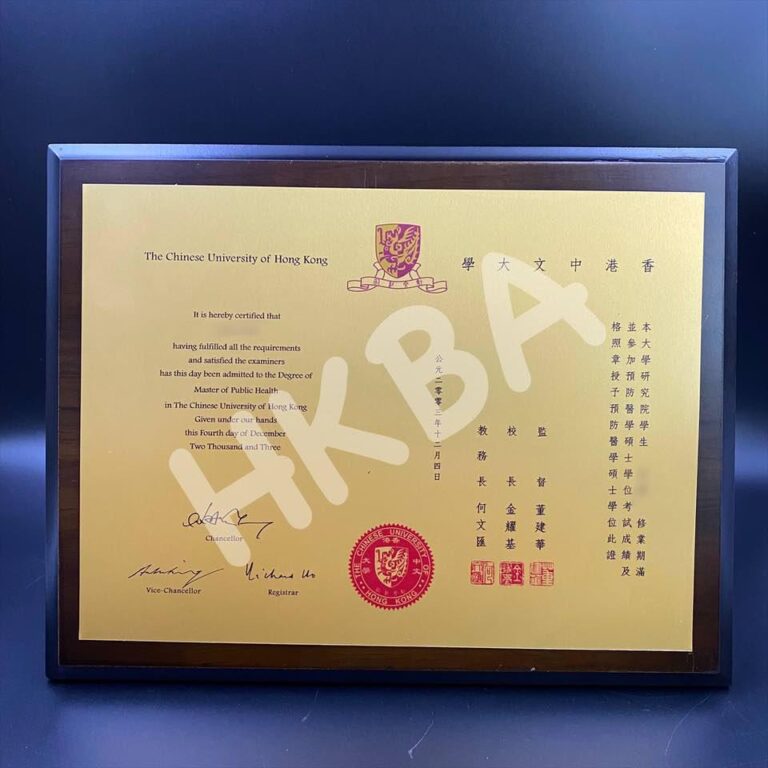 The Chinese University of Hong Kong
學大文中港香
It is hereby certified that
having fulfilled all the requirements
and satisfied the examiners
has this day been admitted to the Degree of
Master of Public Health
in The Chinese University of Hong Kong
Given under our hands
this Fourth day of December
Two Thousand and Three
Chancellor
Vice-Chancellor
Registrar
本大學研究院學生
修業期滿
並參加預防醫學碩士學位考試成績及
格照章授予預防醫學碩士學位此證
監督董建華
校長金耀基
教務長何文匯
公元二零零三年十二月四日
THE CHINESE UNIVERSITY OF HONG KONG
HKBA